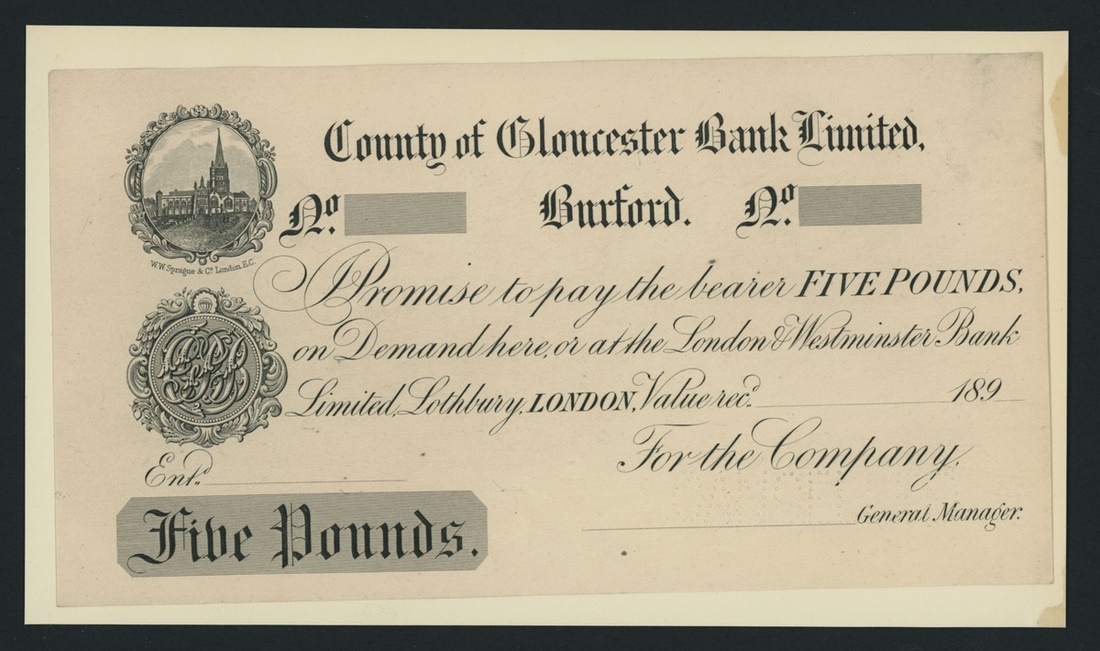 County of Gloucester Bank Limited,
No. Burford. No.
W.W. Sprague & Co. London, E.C.
I Promise to pay the bearer FIVE POUNDS,
on Demand here, or at the London & Westminster Bank
Limited, Lothbury, LONDON, Value recd. 189
For the Company,
Entd.
General Manager.
Five Pounds.